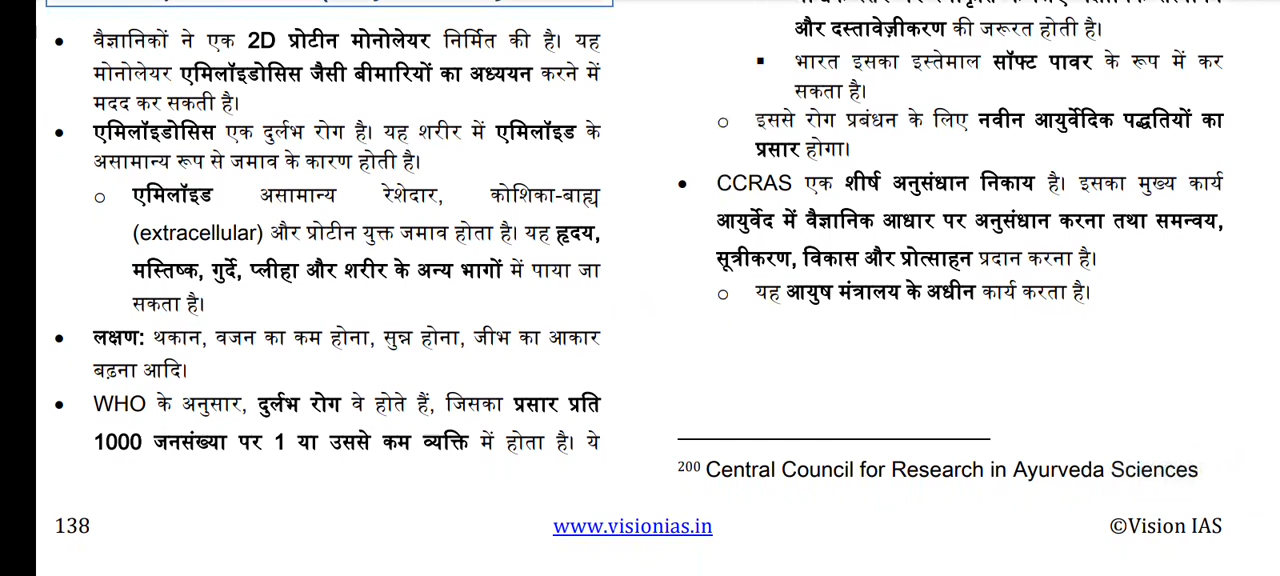 • वैज्ञानिकों ने एक 2D प्रोटीन मोनोलेयर निर्मित की है। यह
मोनोलेयर एमिलॉइडोसिस जैसी बीमारियों का अध्ययन करने में
मदद कर सकती है।
• एमिलॉइडोसिस एक दुर्लभ रोग है। यह शरीर में एमिलॉइड के
असामान्य रूप से जमाव के कारण होती है।
o एमिलॉइड असामान्य रेशेदार, कोशिका-बाह्य
(extracellular) और प्रोटीन युक्त जमाव होता है। यह हृदय,
मस्तिष्क, गुर्दे, प्लीहा और शरीर के अन्य भागों में पाया जा
सकता है।
• लक्षण: थकान, वजन का कम होना, सुन्न होना, जीभ का आकार
बढ़ना आदि।
• WHO के अनुसार, दुर्लभ रोग वे होते हैं, जिसका प्रसार प्रति
1000 जनसंख्या पर 1 या उससे कम व्यक्ति में होता है। ये
और दस्तावेज़ीकरण की जरूरत होती है।
▪ भारत इसका इस्तेमाल सॉफ्ट पावर के रूप में कर
सकता है।
o इससे रोग प्रबंधन के लिए नवीन आयुर्वेदिक पद्धतियों का
प्रसार होगा।
• CCRAS एक शीर्ष अनुसंधान निकाय है। इसका मुख्य कार्य
आयुर्वेद में वैज्ञानिक आधार पर अनुसंधान करना तथा समन्वय,
सूत्रीकरण, विकास और प्रोत्साहन प्रदान करना है।
o यह आयुष मंत्रालय के अधीन कार्य करता है।
200 Central Council for Research in Ayurveda Sciences
138 www.visionias.in ©Vision IAS